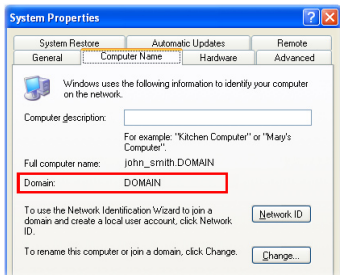 System Properties
System Restore Automatic Updates Remote
General Computer Name Hardware Advanced
Windows uses the following information to identify your computer
on the network.
Computer description:
For example: "Kitchen Computer" or "Mary's
Computer".
Full computer name: john_smith.DOMAIN
Domain: DOMAIN
To use the Network Identification Wizard to join a
domain and create a local user account, click Network
ID.
Network ID
To rename this computer or join a domain, click Change.
Change...